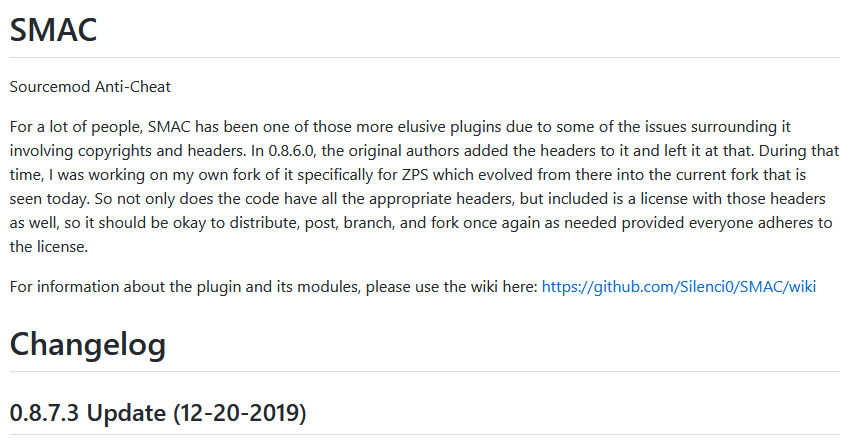 SMAC
Sourcemod Anti-Cheat
For a lot of people, SMAC has been one of those more elusive plugins due to some of the issues surrounding it
involving copyrights and headers. In 0.8.6.0, the original authors added the headers to it and left it at that. During that
time, I was working on my own fork of it specifically for ZPS which evolved from there into the current fork that is
seen today. So not only does the code have all the appropriate headers, but included is a license with those headers
as well, so it should be okay to distribute, post, branch, and fork once again as needed provided everyone adheres to
the license.
For information about the plugin and its modules, please use the wiki here: https://github.com/Silenci0/SMAC/wiki
Changelog
0.8.7.3 Update (12-20-2019)